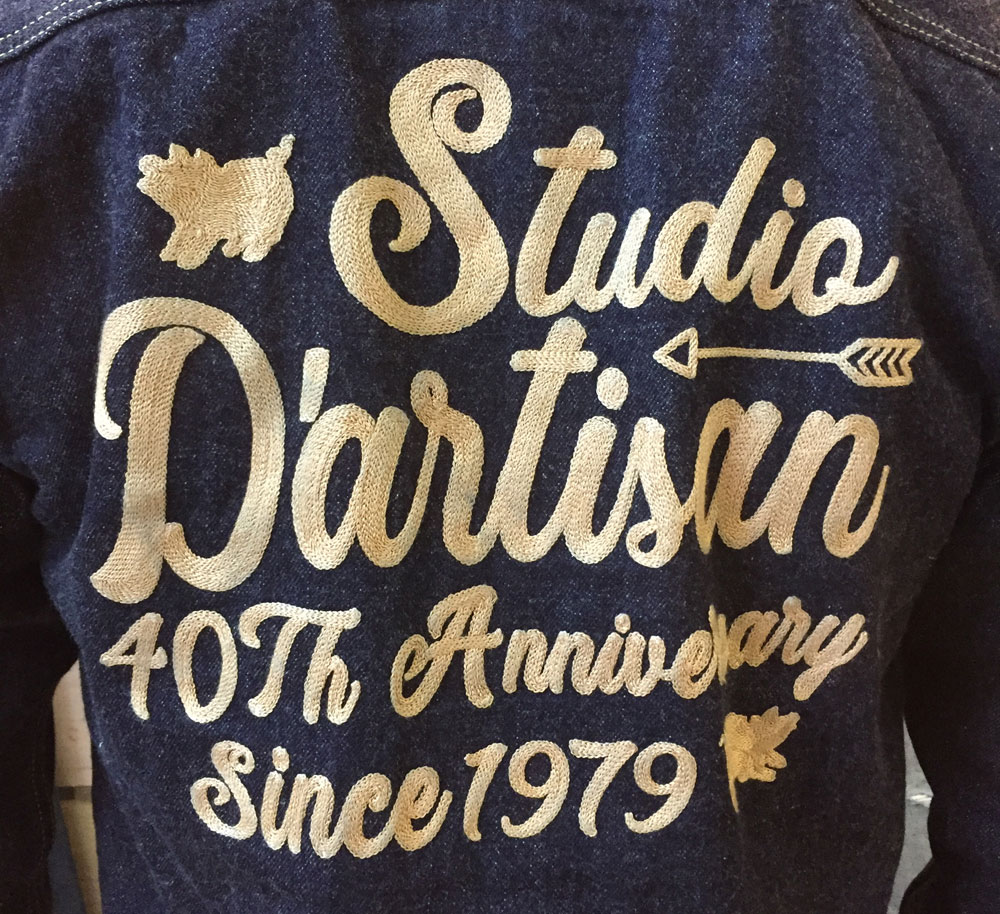 Studio
D'artisan
40Th Anniversary
Since 1979